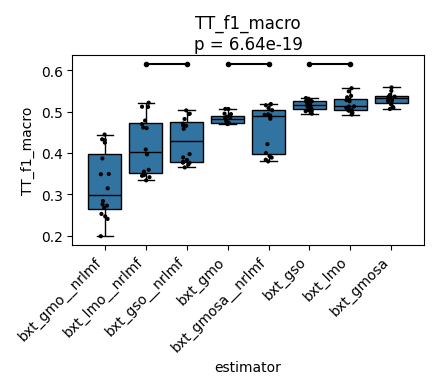 TT_f1_macro
p = 6.64e-19
TT_f1_macro
0.6
0.5
0.4
0.3
0.2
bxt_gmo__nrlmf
bxt_lmo__nrlmf
bxt_gso__nrlmf
bxt_gmo
bxt_gmosa__nrlmf
bxt_gso
bxt_lmo
bxt_gmosa
estimator